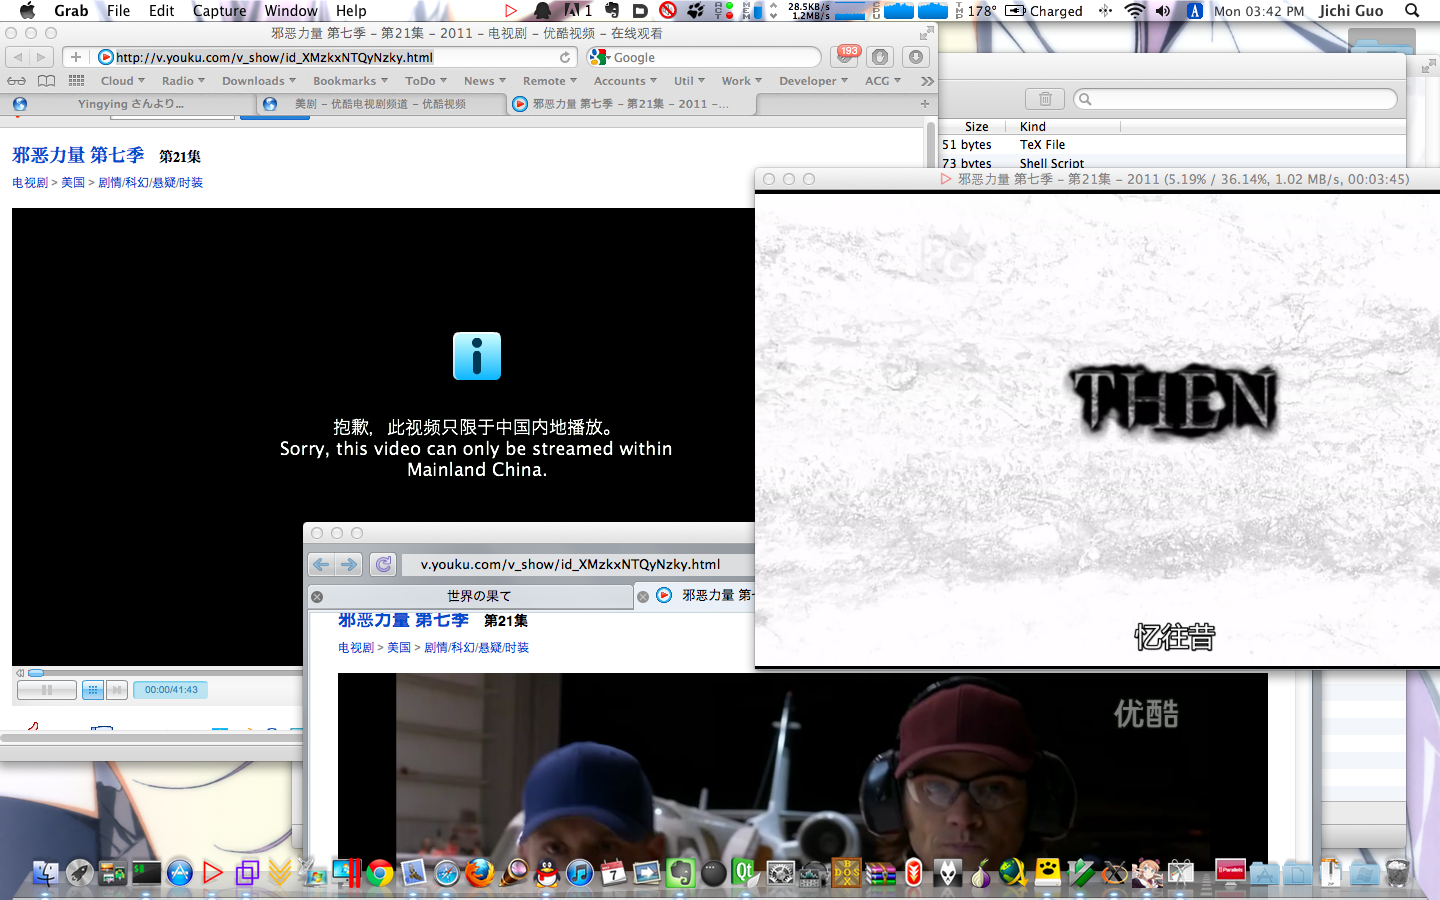 Grab File Edit Capture Window Help
1
28.5KB/s
1.2MB/s
178° Charged
Mon 03:42 PM Jichi Guo
邪恶力量 第七季 – 第21集 – 2011 – 电视剧 – 优酷视频 – 在线观看
http://v.youku.com/v_show/id_XMzkxNTQyNzky.html
Google
193
Cloud Radio Downloads Bookmarks ToDo News Remote Accounts Util Work Developer ACG
Yingying さんより...
美剧 – 优酷电视剧频道 – 优酷视频
邪恶力量 第七季 – 第21集 – 2011 –...
Size Kind
51 bytes TeX File
73 bytes Shell Script
邪恶力量 第七季 第21集
电视剧 > 美国 > 剧情/科幻/悬疑/时装
抱歉，此视频只限于中国内地播放。
Sorry, this video can only be streamed within
Mainland China.
00:00/41:43
邪恶力量 第七季 – 第21集 – 2011 (5.19% / 36.14%, 1.02 MB/s, 00:03:45)
KG
THEN
忆往昔
v.youku.com/v_show/id_XMzkxNTQyNzky.html
世界の果て
邪恶力量 第
邪恶力量 第七季 第21集
电视剧 > 美国 > 剧情/科幻/悬疑/时装
优酷
7
Qt
DOS
Parallels